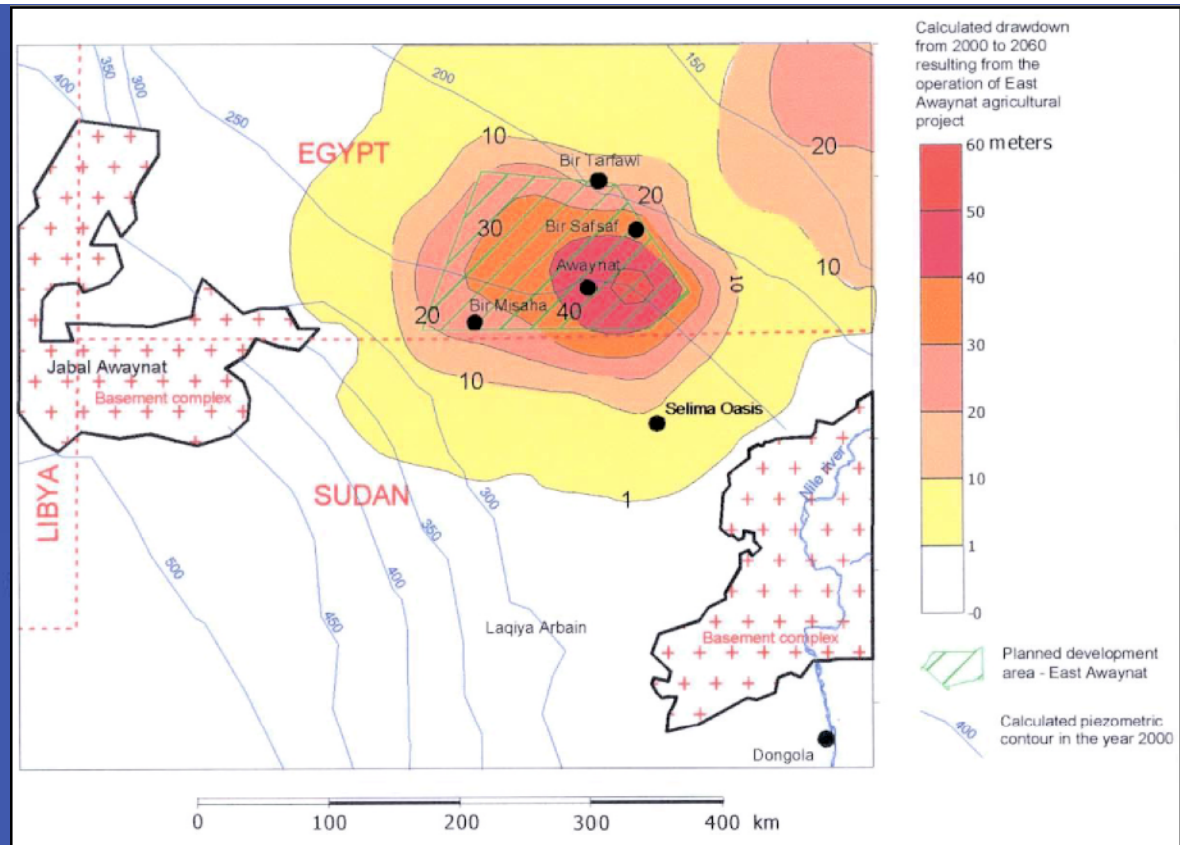 Calculated drawdown
from 2000 to 2060
resulting from the
operation of East
Awaynat agricultural
project
60 meters
50
40
30
20
10
1
-0
Planned development
area - East Awaynat
400
Calculated piezometric
contour in the year 2000
400
350
300
250
200
150
EGYPT
10
Bir Tarfawi
20
20
30
Bir Safsaf
Awaynat
10
10
20
Bir Misaha
40
Jabal Awaynat
10
Basement complex
Selima Oasis
LIBYA
SUDAN
300
1
Nile river
350
500
400
450
Laqiya Arbain
Basement complex
Dongola
0
100
200
300
400 km